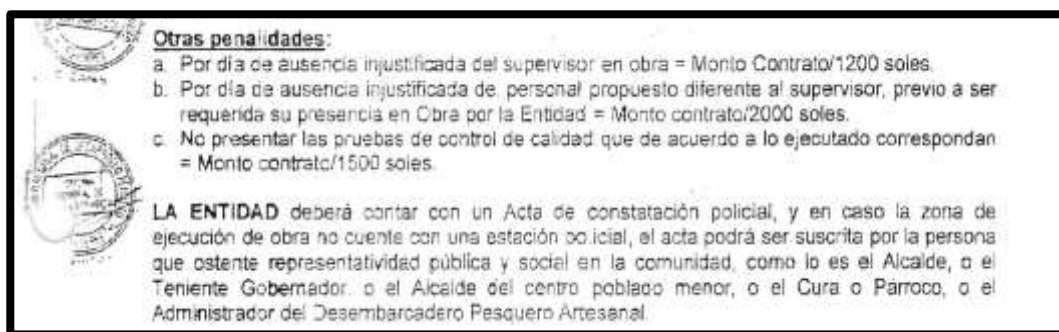 Otras penalidades:
a. Por día de ausencia injustificada del supervisor en obra = Monto Contrato/1200 soles.
b. Por día de ausencia injustificada de personal propuesto diferente al supervisor, previo a ser
requerida su presencia en Obra por la Entidad = Monto contrato/2000 soles.
c. No presentar las pruebas de control de calidad que de acuerdo a lo ejecutado correspondan
= Monto contrato/1500 soles.
LA ENTIDAD deberá contar con un Acta de constatación policial, y en caso la zona de
ejecución de obra no cuente con una estación policial, el acta podrá ser suscrita por la persona
que ostente representatividad pública y social en la comunidad, como lo es el Alcalde, o el
Teniente Gobernador, o el Alcalde del centro poblado menor, o el Cura o Párroco, o el
Administrador del Desembarcadero Pesquero Artesanal.